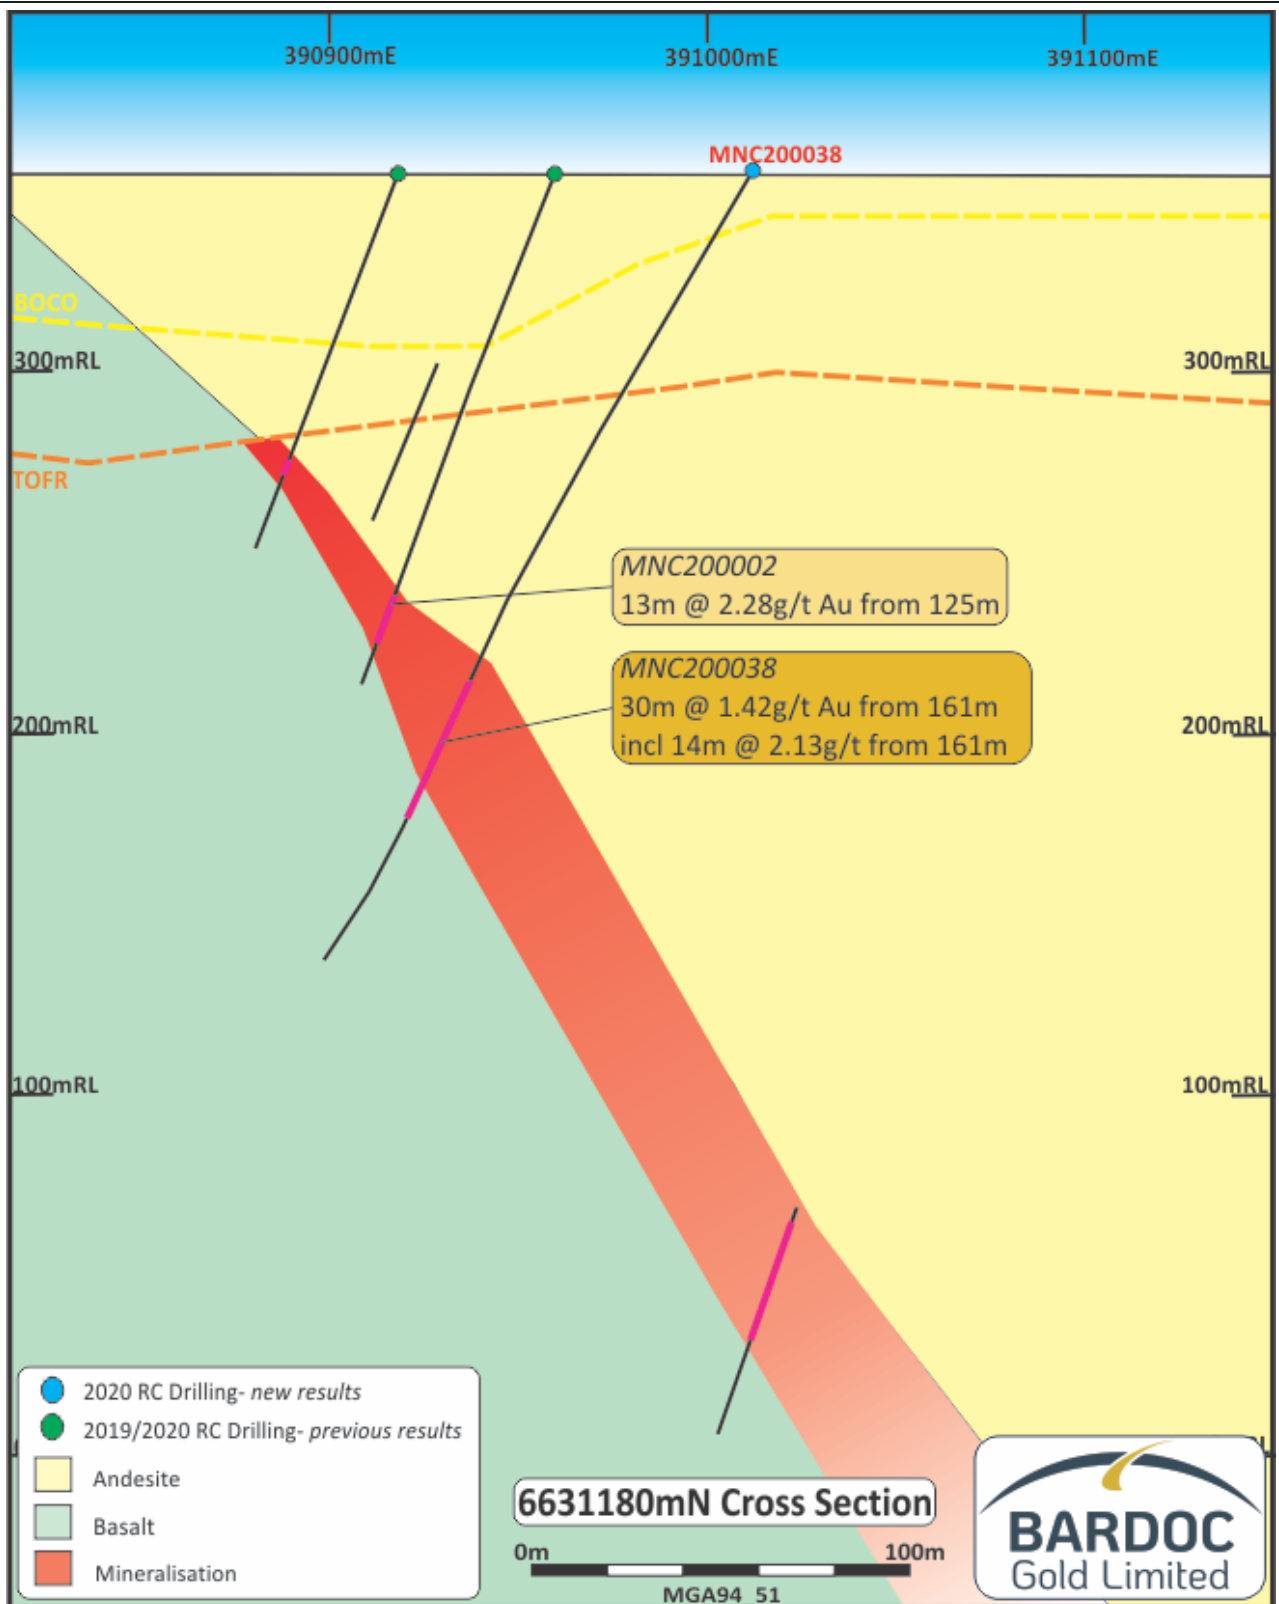 390900mE
391000mE
391100mE
MNC200038
BOCO
300mRL
300mRL
TOFR
MNC200002
13m @ 2.28g/t Au from 125m
MNC200038
30m @ 1.42g/t Au from 161m
incl 14m @ 2.13g/t from 161m
200mRL
200mRL
100mRL
100mRL
2020 RC Drilling- new results
2019/2020 RC Drilling- previous results
Andesite
Basalt
Mineralisation
6631180mN Cross Section
0m
100m
MGA94_51
BARDOC
Gold Limited